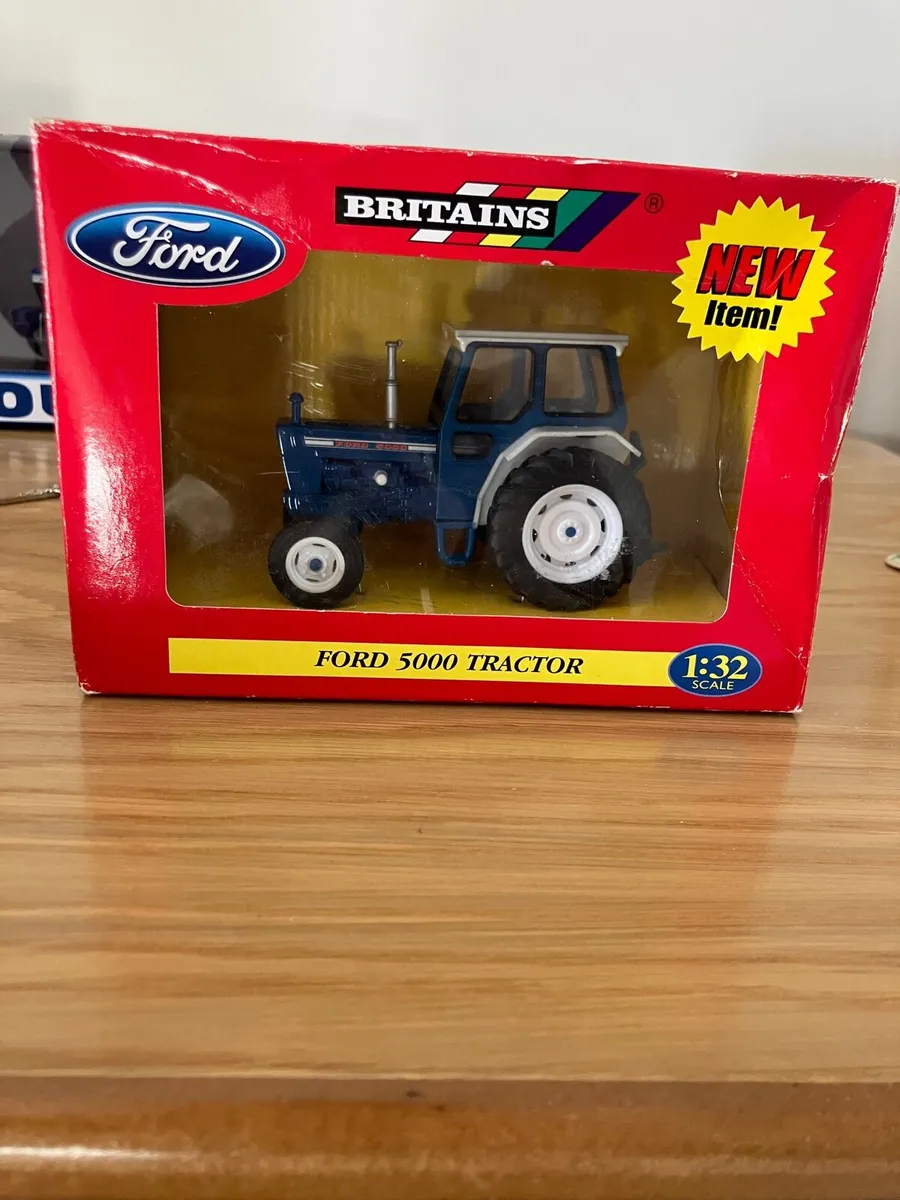 Ford
BRITAINS ®
NEW
Item!
FORD 5000
FORD 5000 TRACTOR
1:32
SCALE